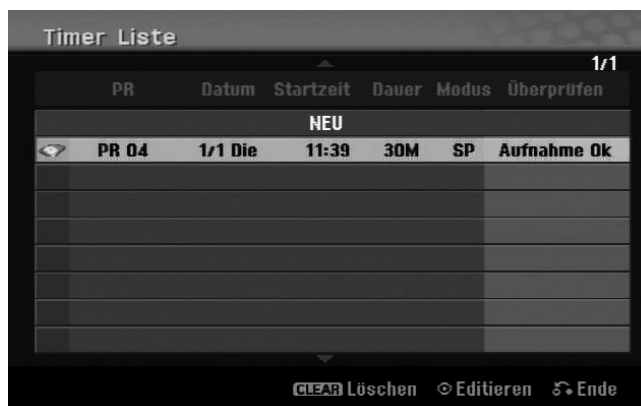 Timer Liste
1/1
PR Datum Startzeit Dauer Modus Überprüfen
NEU
PR 04 1/1 Die 11:39 30M SP Aufnahme Ok
CLEAR Löschen Editieren Ende